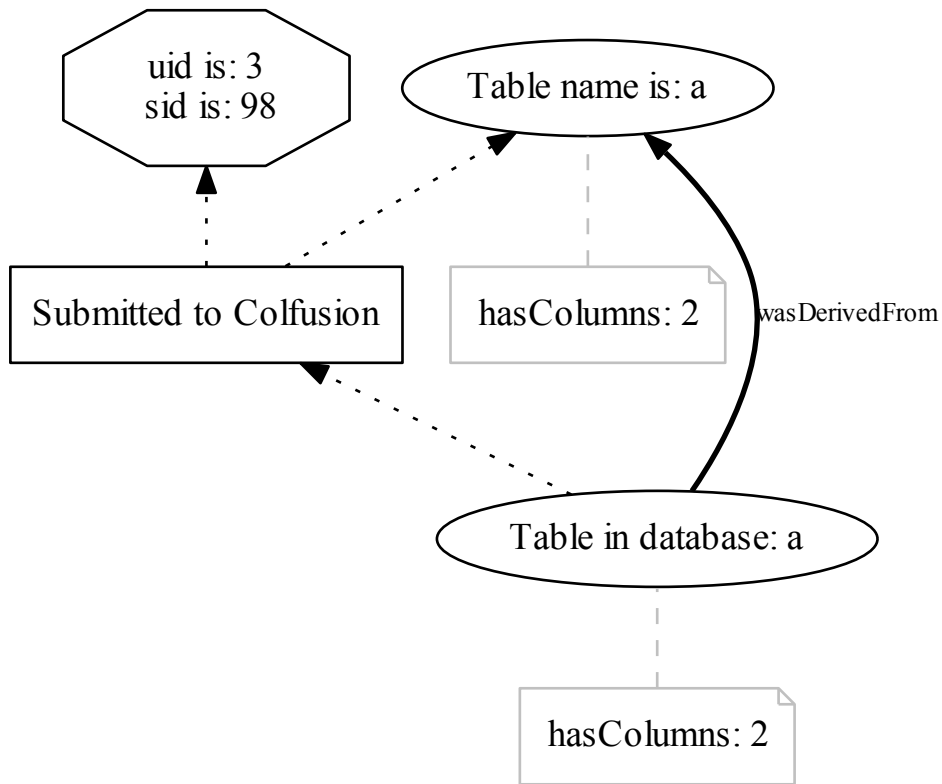 uid is: 3
sid is: 98
Table name is: a
Submitted to Colfusion
hasColumns: 2
wasDerivedFrom
Table in database: a
hasColumns: 2